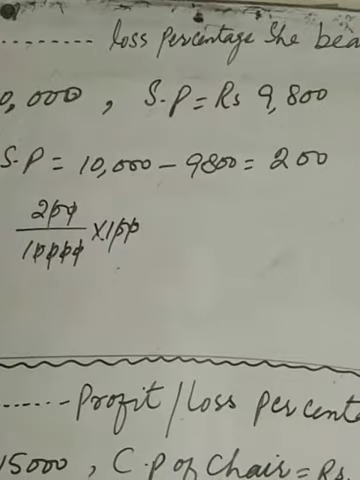 ......... loss percentage She bea
0,000 , S.P = Rs 9,800
S.P = 10,000 - 9800 = 200
200/10000 × 100
...... Profit / loss percenta
15000 , C.P of Chair = Rs.